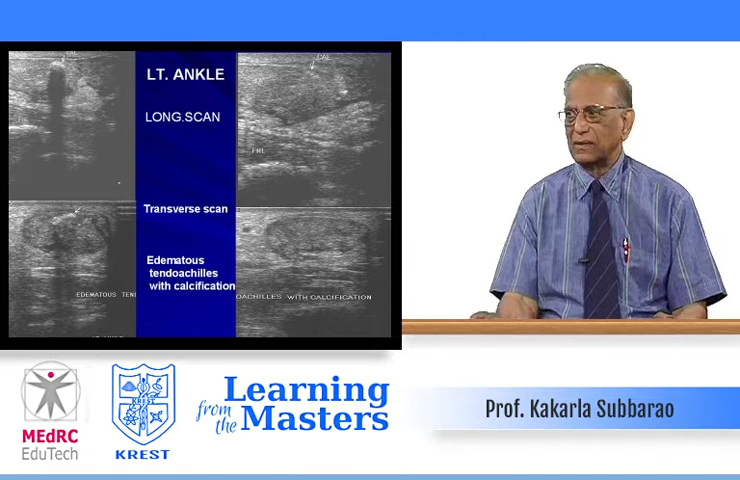 CAL
LT. ANKLE
LONG.SCAN
Transverse scan
Edematous
tendoachilles
with calcification
EDEMATOUS TEN
OACHILLES WITH CALCIFICATION
KREST
MEdRC
EduTech
KREST
Learning
from the
Masters
Prof. Kakarla Subbarao